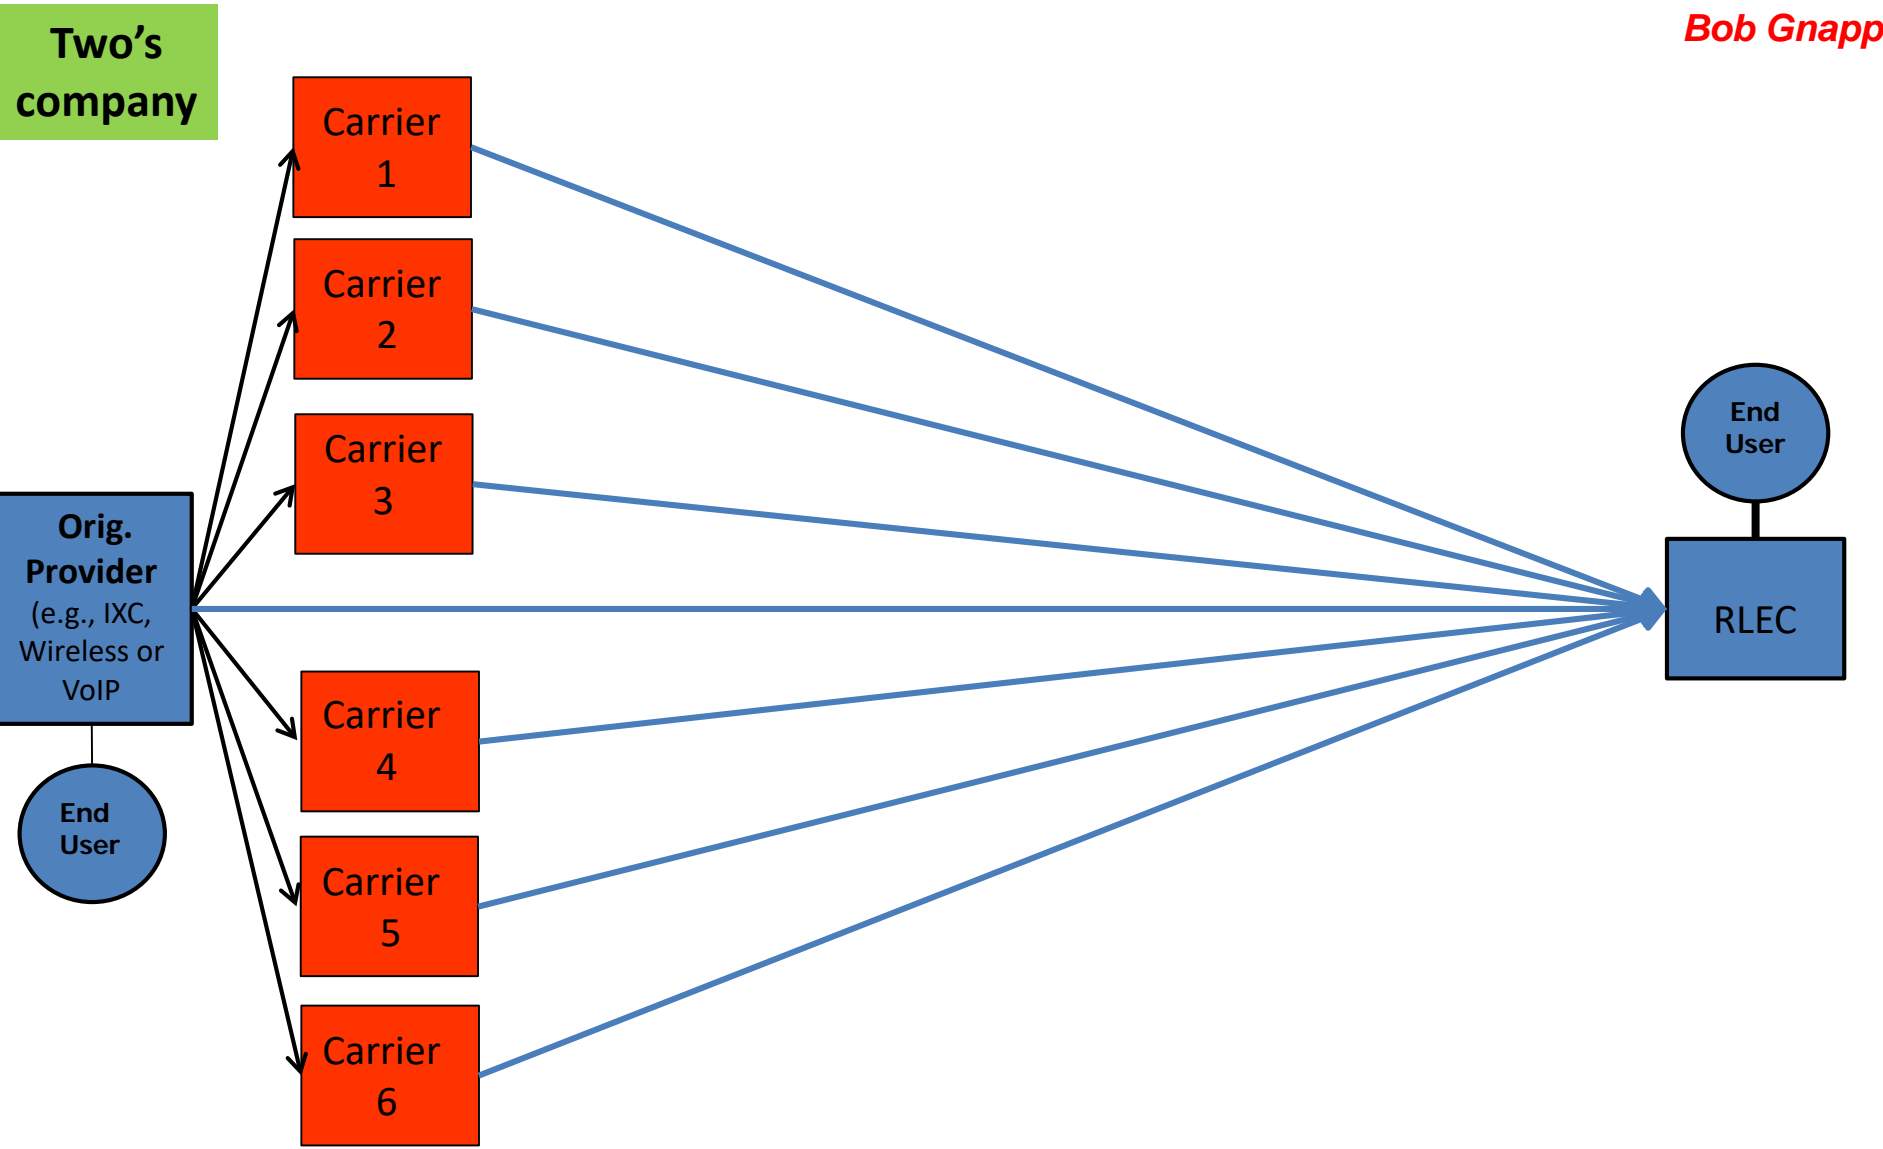 Two's
company
Bob Gnapp
Carrier
1
Carrier
2
Carrier
3
Orig.
Provider
(e.g., IXC,
Wireless or
VoIP
End
User
Carrier
4
Carrier
5
Carrier
6
End
User
RLEC